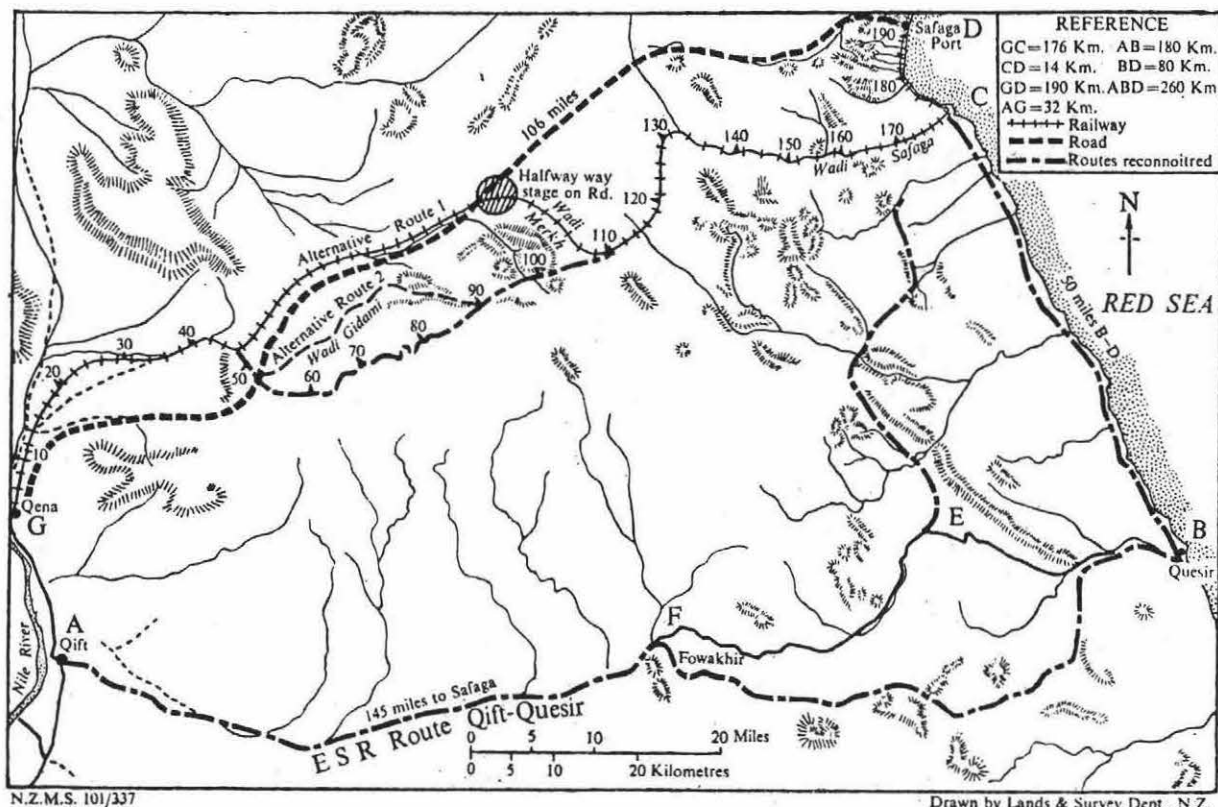 REFERENCE
GC=176 Km. AB=180 Km.
CD=14 Km. BD=80 Km.
GD=190 Km. ABD=260 Km
AG=32 Km.
Railway
Road
Routes reconnoitred
Safaga D
Port
190
180
C
106 miles
130
140
150
160
170
Wadi Safaga
120
110
Halfway way
stage on Rd.
Wadi Merkh
100
90
80
70
60
50
40
30
20
10
Alternative Route 1
Alternative Route 2
Wadi Gidami
N
RED SEA
50 miles B-D
Qena
G
E
B
Quesir
A
Qift
Nile River
F
Fowakhir
145 miles to Safaga
ESR Route Qift-Quesir
0 5 10 20 Miles
0 5 10 20 Kilometres
N.Z.M.S. 101/337
Drawn by Lands & Survey Dept., N.Z.